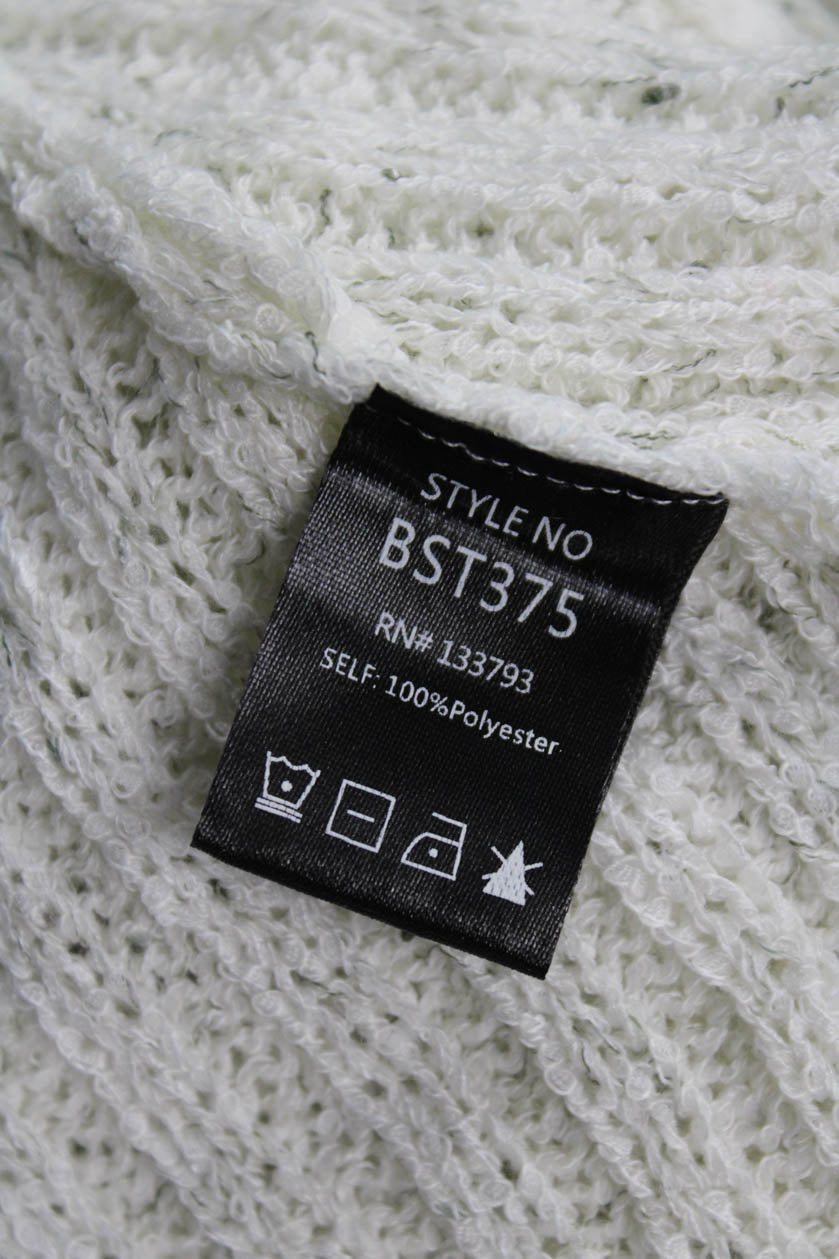 STYLE NO
BST375
RN# 133793
SELF: 100%Polyester